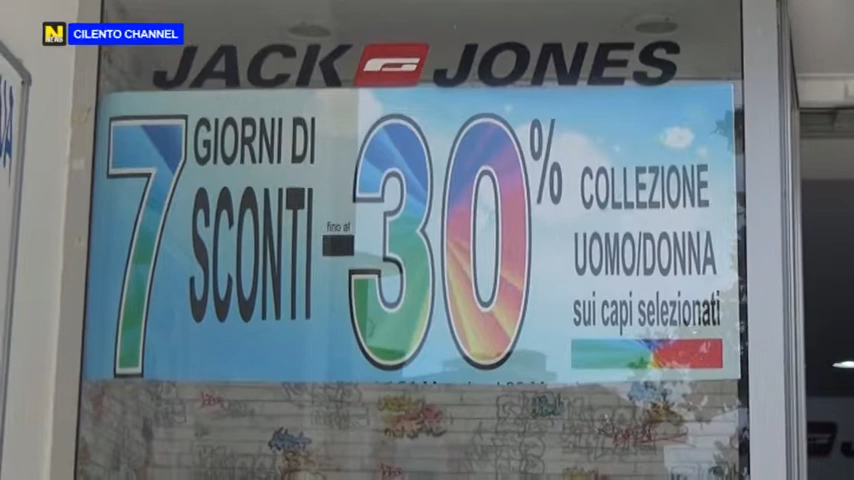 CILENTO CHANNEL
JACK JONES
7 GIORNI DI
SCONTI
fino al
-30%
COLLEZIONE
UOMO/DONNA
sui capi selezionati